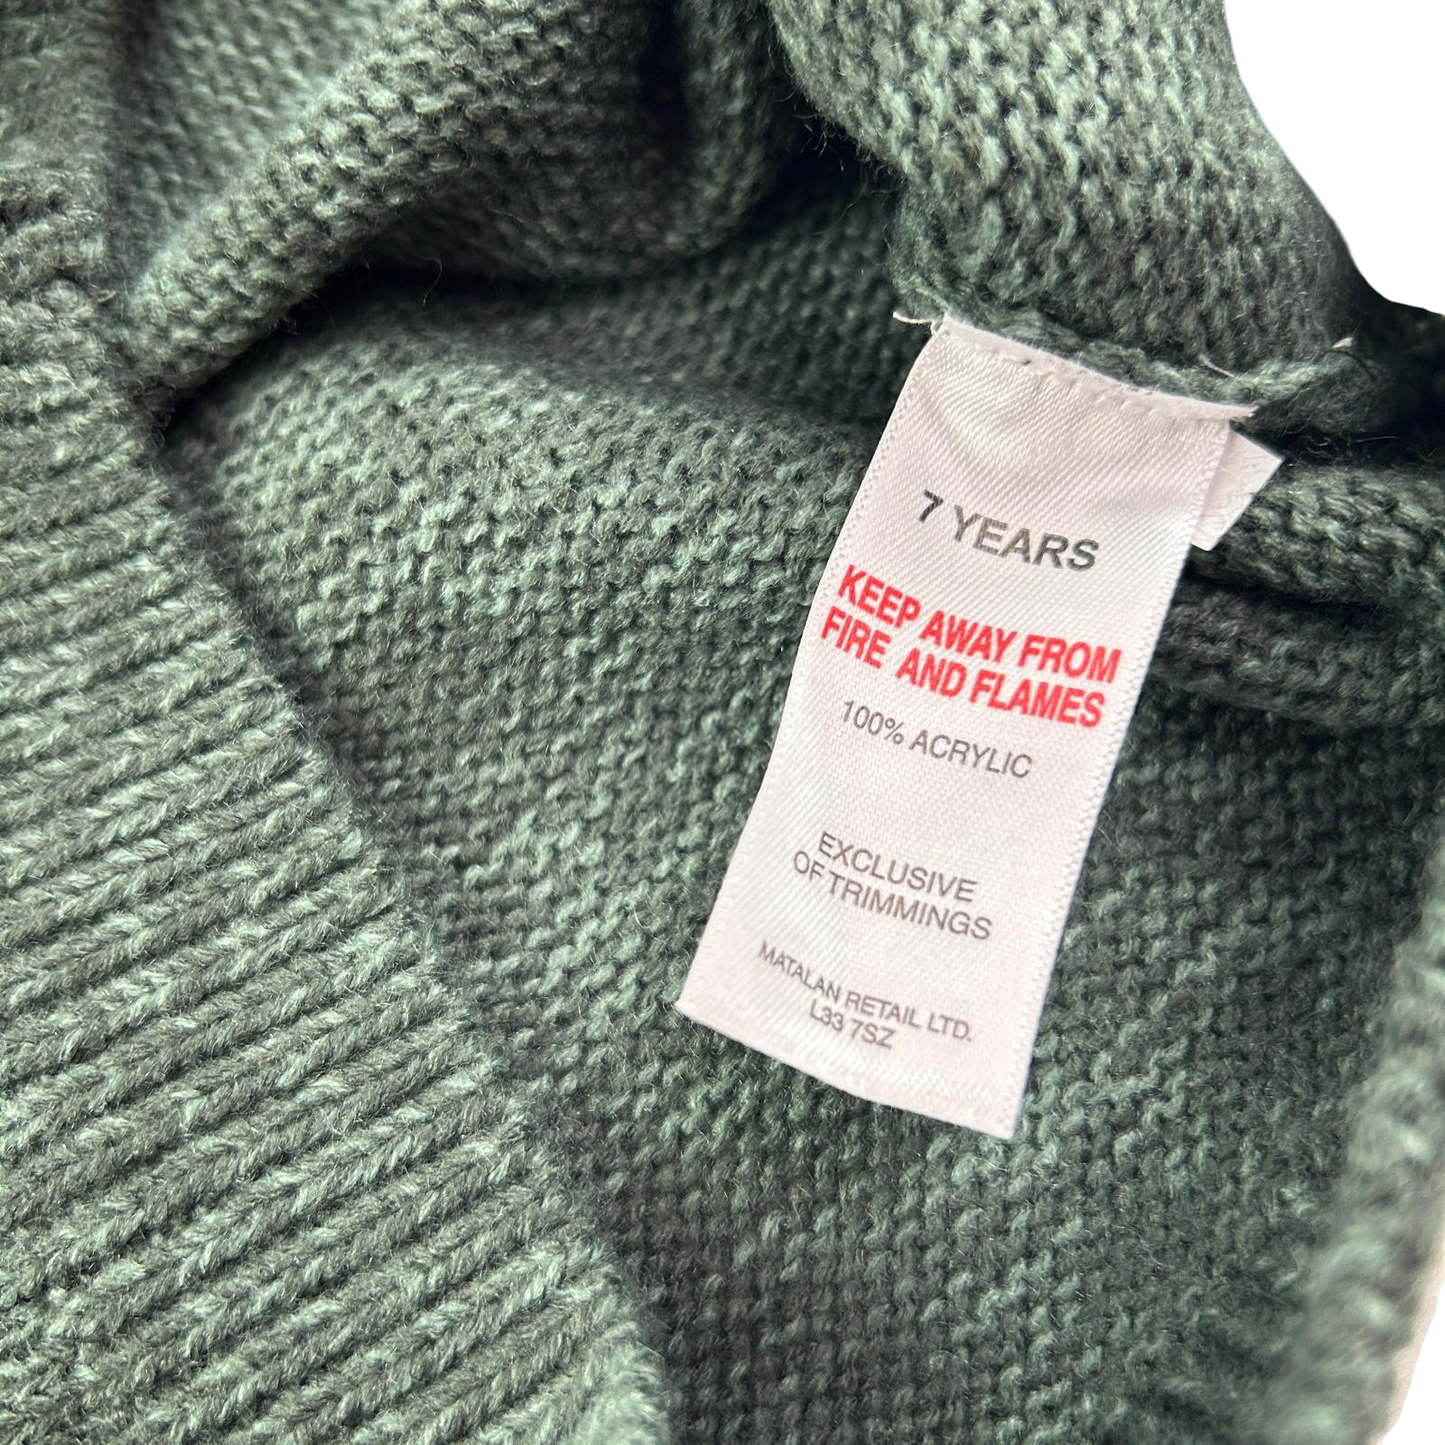 7 YEARS
KEEP AWAY FROM
FIRE AND FLAMES
100% ACRYLIC
EXCLUSIVE
OF TRIMMINGS
MATALAN RETAIL LTD.
L33 7SZ